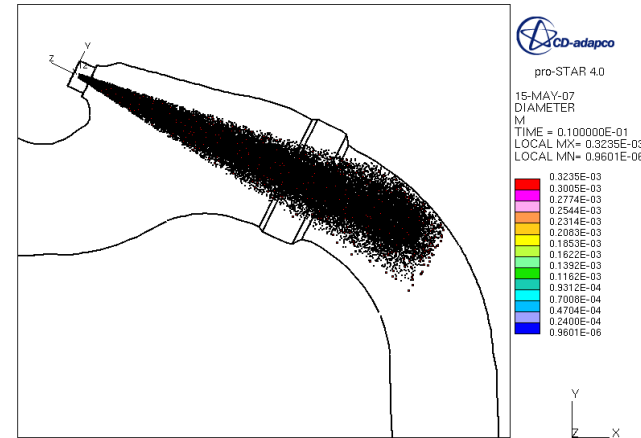 Y
Z
12
CD-adapco
pro-STAR 4.0
15-MAY-07
DIAMETER
M
TIME = 0.100000E-01
LOCAL MX= 0.3235E-03
LOCAL MN= 0.9601E-06
0.3235E-03
0.3005E-03
0.2774E-03
0.2544E-03
0.2314E-03
0.2083E-03
0.1853E-03
0.1622E-03
0.1392E-03
0.1162E-03
0.9312E-04
0.7008E-04
0.4704E-04
0.2400E-04
0.9601E-06
Y
Z X